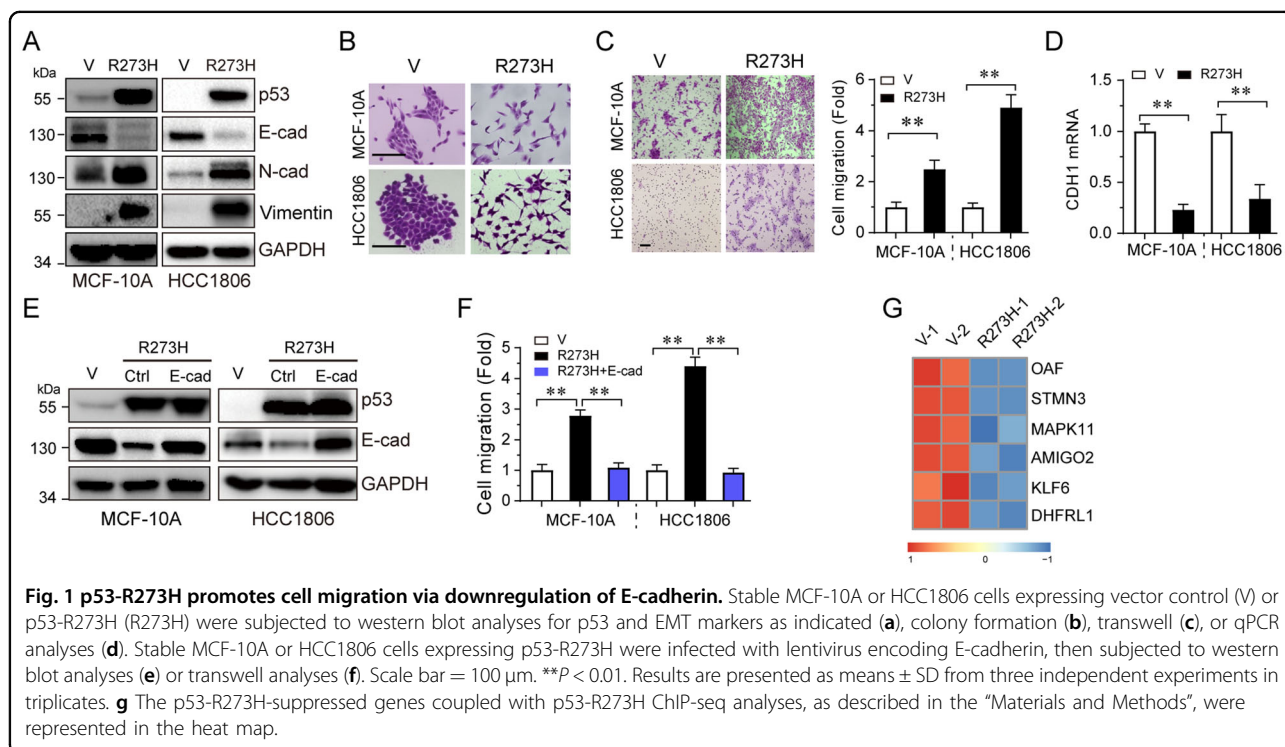 A
V R273H V R273H
kDa
55 p53
130 E-cad
130 N-cad
55 Vimentin
34 GAPDH
MCF-10A HCC1806
B
V R273H
MCF-10A
HCC1806
C
V R273H
MCF-10A
HCC1806
V
R273H
Cell migration (Fold)
8
6
4
2
0
**
**
MCF-10A HCC1806
D
V R273H
CDH1 mRNA
1.5
1.0
0.5
0.0
**
**
MCF-10A HCC1806
E
R273H R273H
V Ctrl E-cad V Ctrl E-cad
kDa
55 p53
130 E-cad
34 GAPDH
MCF-10A HCC1806
F
V
R273H
R273H+E-cad
Cell migration (Fold)
5
4
3
2
1
0
** **
** **
MCF-10A HCC1806
G
V-1 V-2 R273H-1 R273H-2
OAF
STMN3
MAPK11
AMIGO2
KLF6
DHFRL1
1 0 -1
Fig. 1 p53-R273H promotes cell migration via downregulation of E-cadherin. Stable MCF-10A or HCC1806 cells expressing vector control (V) or
p53-R273H (R273H) were subjected to western blot analyses for p53 and EMT markers as indicated (a), colony formation (b), transwell (c), or qPCR
analyses (d). Stable MCF-10A or HCC1806 cells expressing p53-R273H were infected with lentivirus encoding E-cadherin, then subjected to western
blot analyses (e) or transwell analyses (f). Scale bar = 100 μm. **P < 0.01. Results are presented as means ± SD from three independent experiments in
triplicates. g The p53-R273H-suppressed genes coupled with p53-R273H ChIP-seq analyses, as described in the “Materials and Methods”, were
represented in the heat map.